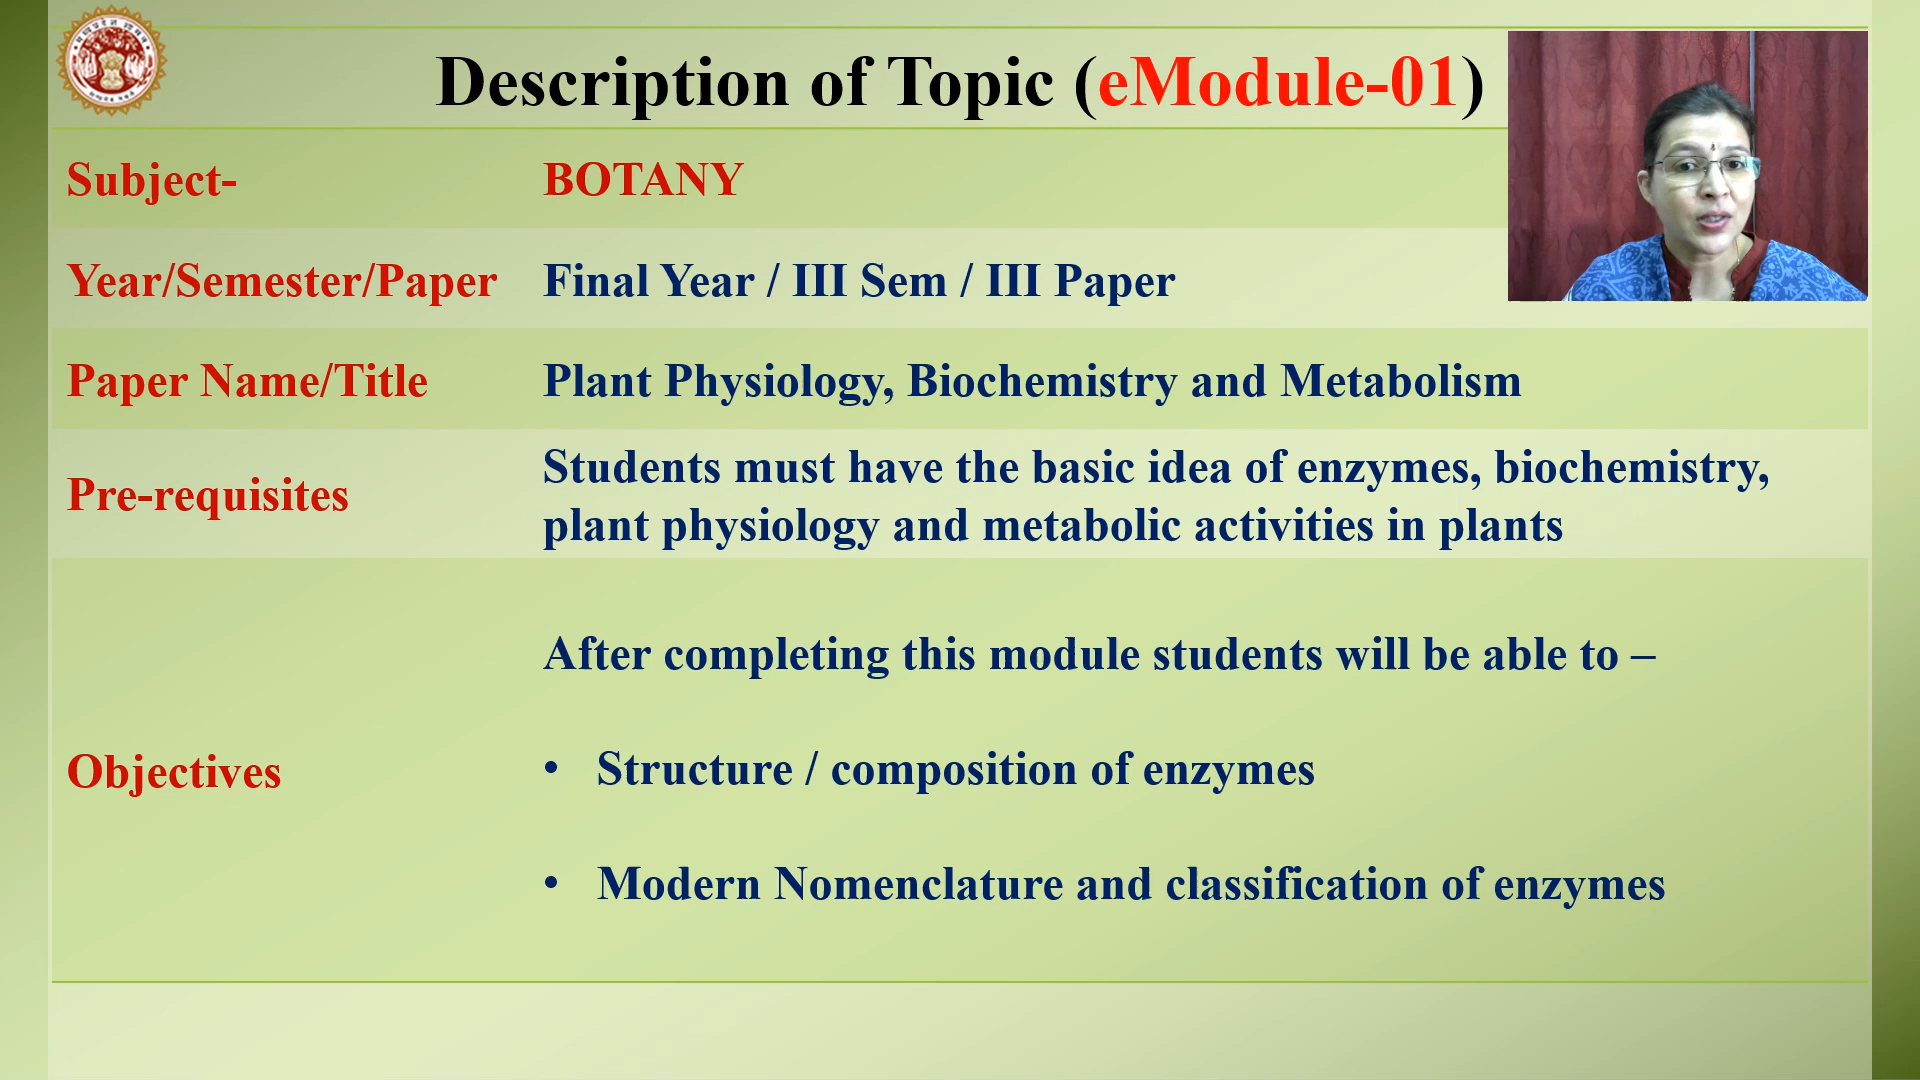 Description of Topic (eModule-01)
Subject-
BOTANY
Year/Semester/Paper
Final Year / III Sem / III Paper
Paper Name/Title
Plant Physiology, Biochemistry and Metabolism
Pre-requisites
Students must have the basic idea of enzymes, biochemistry,
plant physiology and metabolic activities in plants
Objectives
After completing this module students will be able to –
• Structure / composition of enzymes
• Modern Nomenclature and classification of enzymes